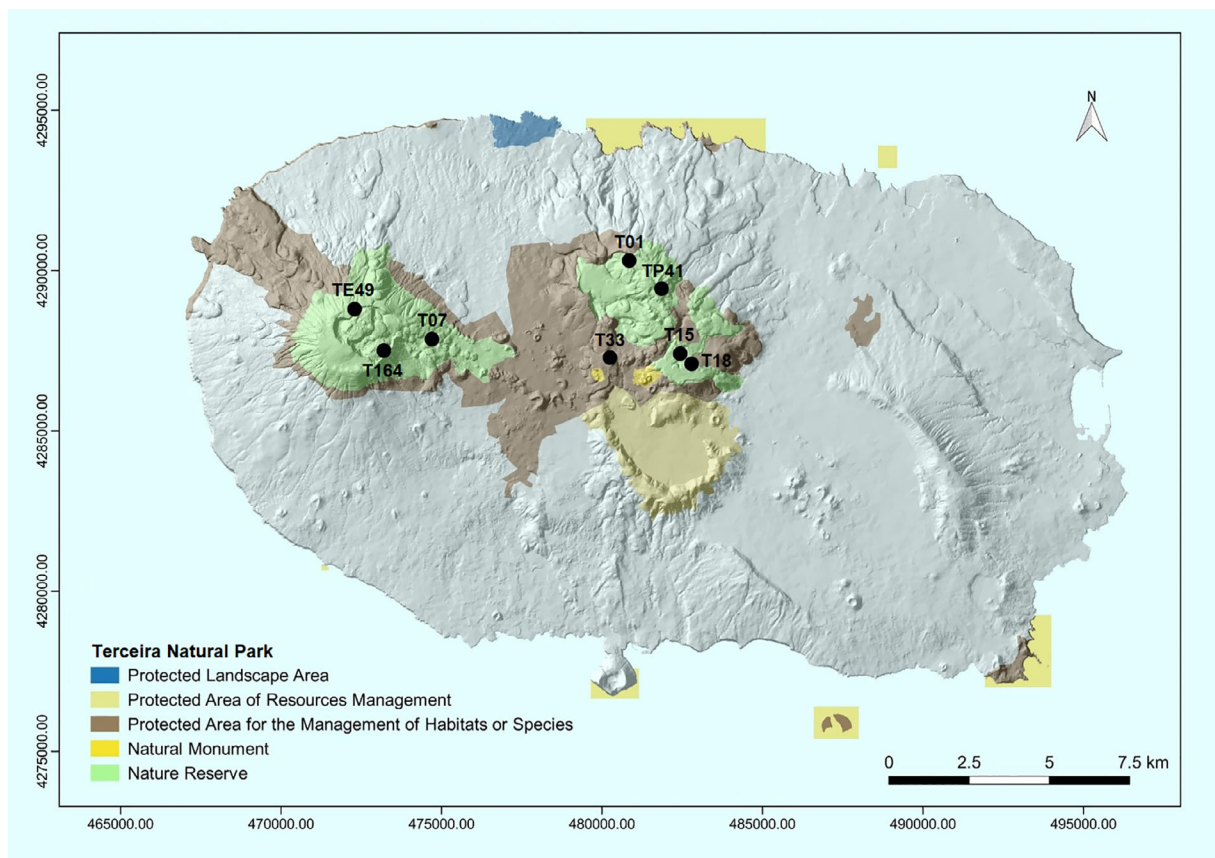 N
4295000.00
4290000.00
4285000.00
4280000.00
4275000.00
T01
TP41
TE49
T07
T164
T33
T15
T18
Terceira Natural Park
Protected Landscape Area
Protected Area of Resources Management
Protected Area for the Management of Habitats or Species
Natural Monument
Nature Reserve
0 2.5 5 7.5 km
465000.00 470000.00 475000.00 480000.00 485000.00 490000.00 495000.00